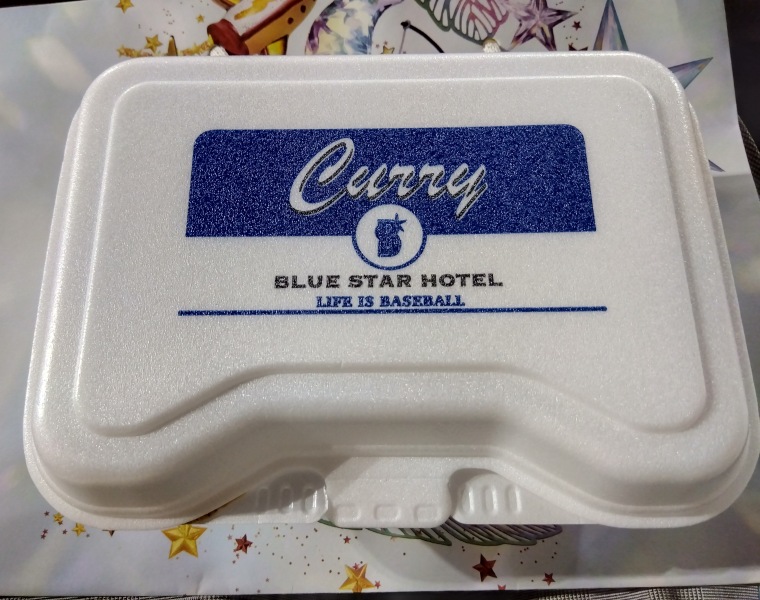 Curry
B
BLUE STAR HOTEL
LIFE IS BASEBALL